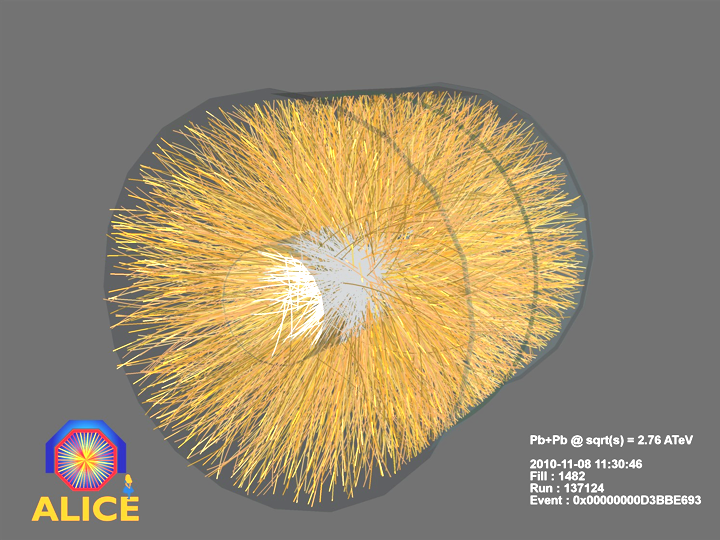 Pb+Pb @ sqrt(s) = 2.76 ATeV
2010-11-08 11:30:46
Fill : 1482
Run : 137124
Event : 0x00000000D3BBE693
ALICE